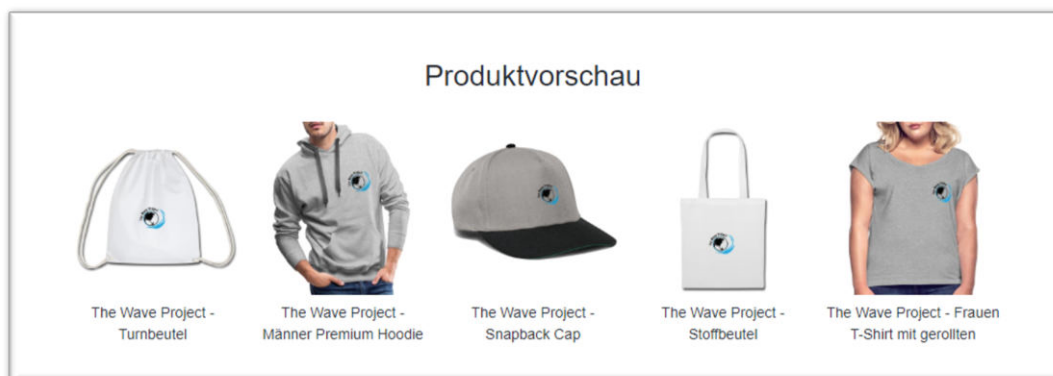 Produktvorschau
The Wave Project -
Turnbeutel
The Wave Project -
Männer Premium Hoodie
The Wave Project -
Snapback Cap
The Wave Project -
Stoffbeutel
The Wave Project - Frauen
T-Shirt mit gerollten